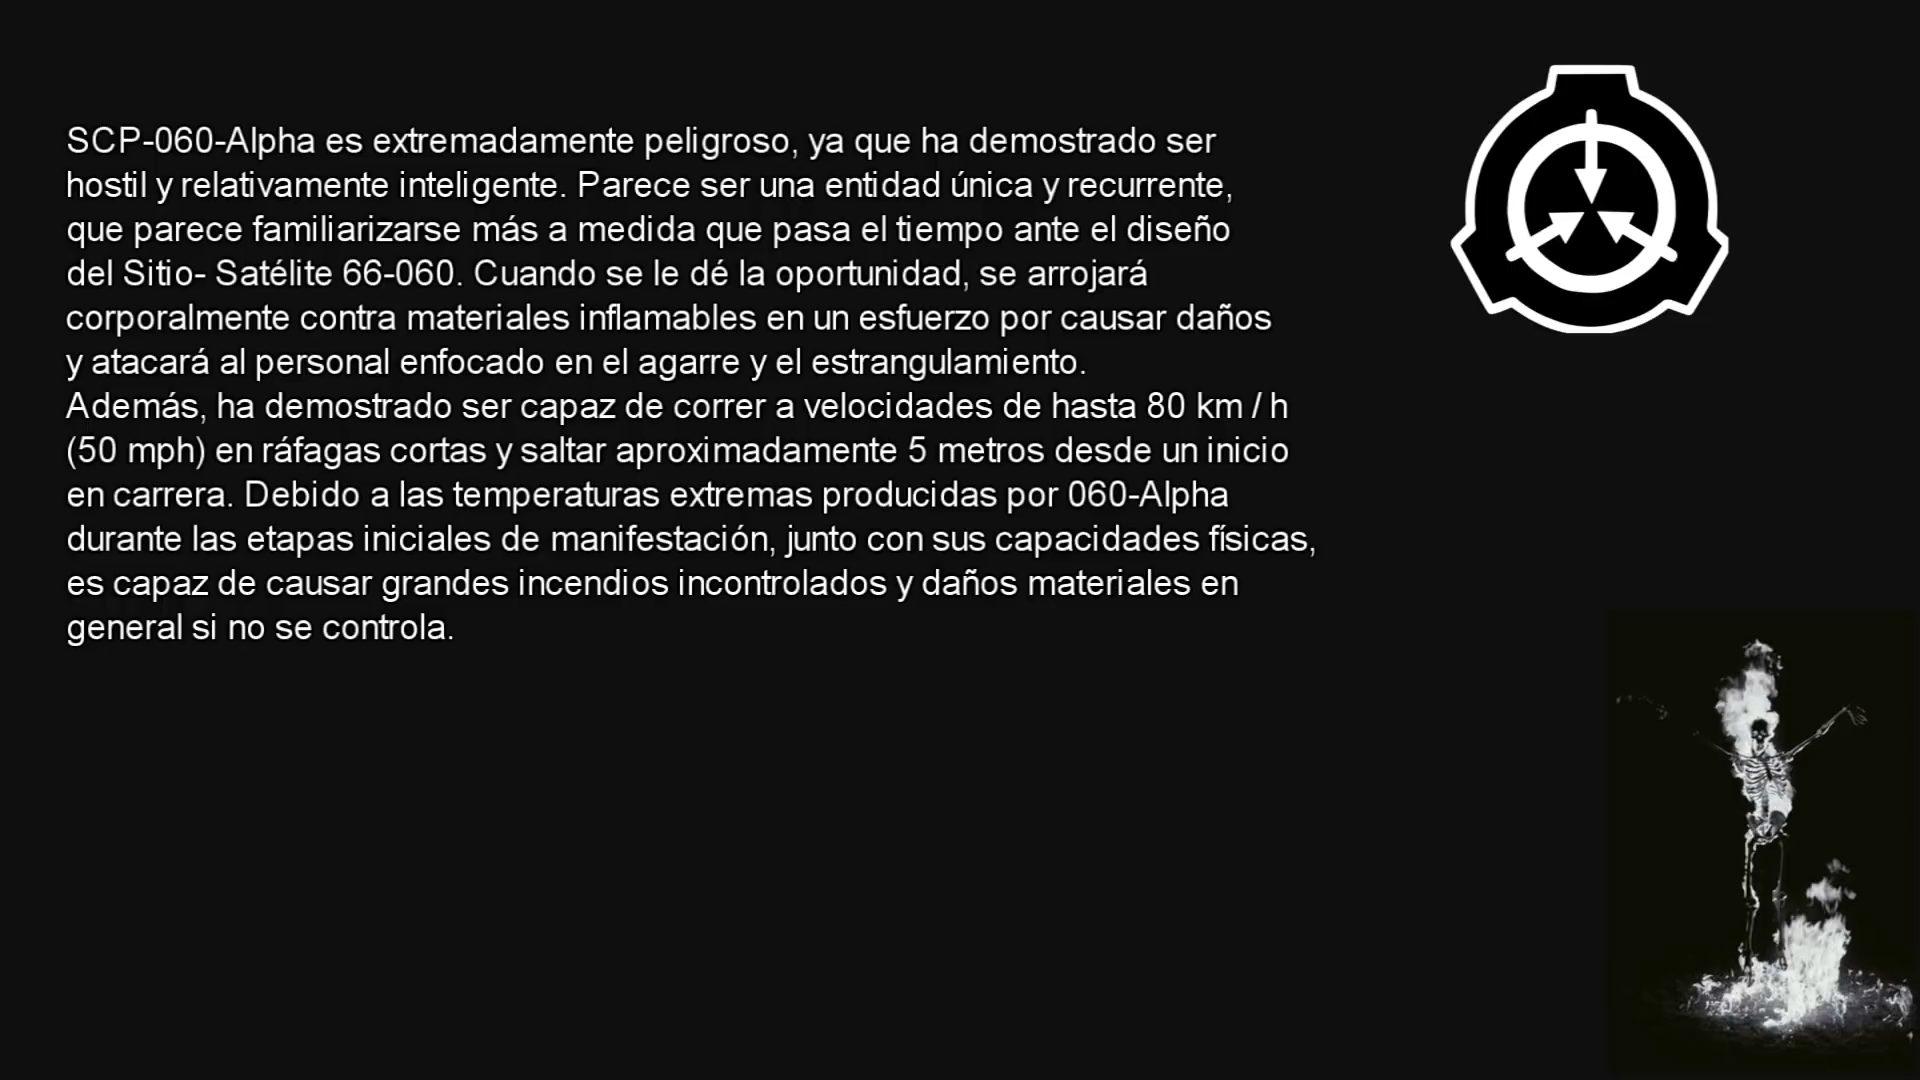 SCP-060-Alpha es extremadamente peligroso, ya que ha demostrado ser
hostil y relativamente inteligente. Parece ser una entidad única y recurrente,
que parece familiarizarse más a medida que pasa el tiempo ante el diseño
del Sitio- Satélite 66-060. Cuando se le dé la oportunidad, se arrojará
corporalmente contra materiales inflamables en un esfuerzo por causar daños
y atacará al personal enfocado en el agarre y el estrangulamiento.
Además, ha demostrado ser capaz de correr a velocidades de hasta 80 km / h
(50 mph) en ráfagas cortas y saltar aproximadamente 5 metros desde un inicio
en carrera. Debido a las temperaturas extremas producidas por 060-Alpha
durante las etapas iniciales de manifestación, junto con sus capacidades físicas,
es capaz de causar grandes incendios incontrolados y daños materiales en
general si no se controla.